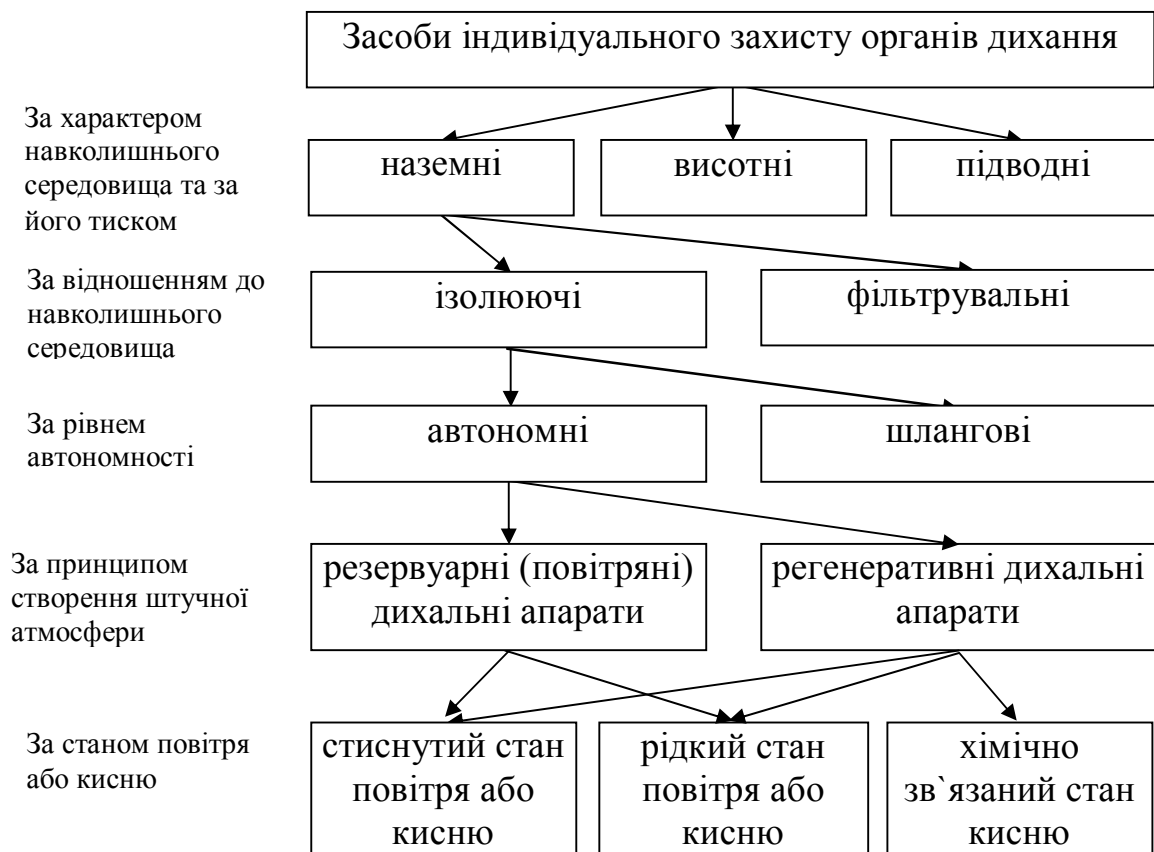 Засоби індивідуального захисту органів дихання
За характером
навколишнього
середовища та за
його тиском
наземні
висотні
підводні
За відношенням до
навколишнього
середовища
ізолюючі
фільтрувальні
За рівнем
автономності
автономні
шлангові
За принципом
створення штучної
атмосфери
резервуарні (повітряні)
дихальні апарати
регенеративні дихальні
апарати
За станом повітря
або кисню
стиснутий стан
повітря або
кисню
рідкий стан
повітря або
кисню
хімічно
зв`язаний стан
кисню